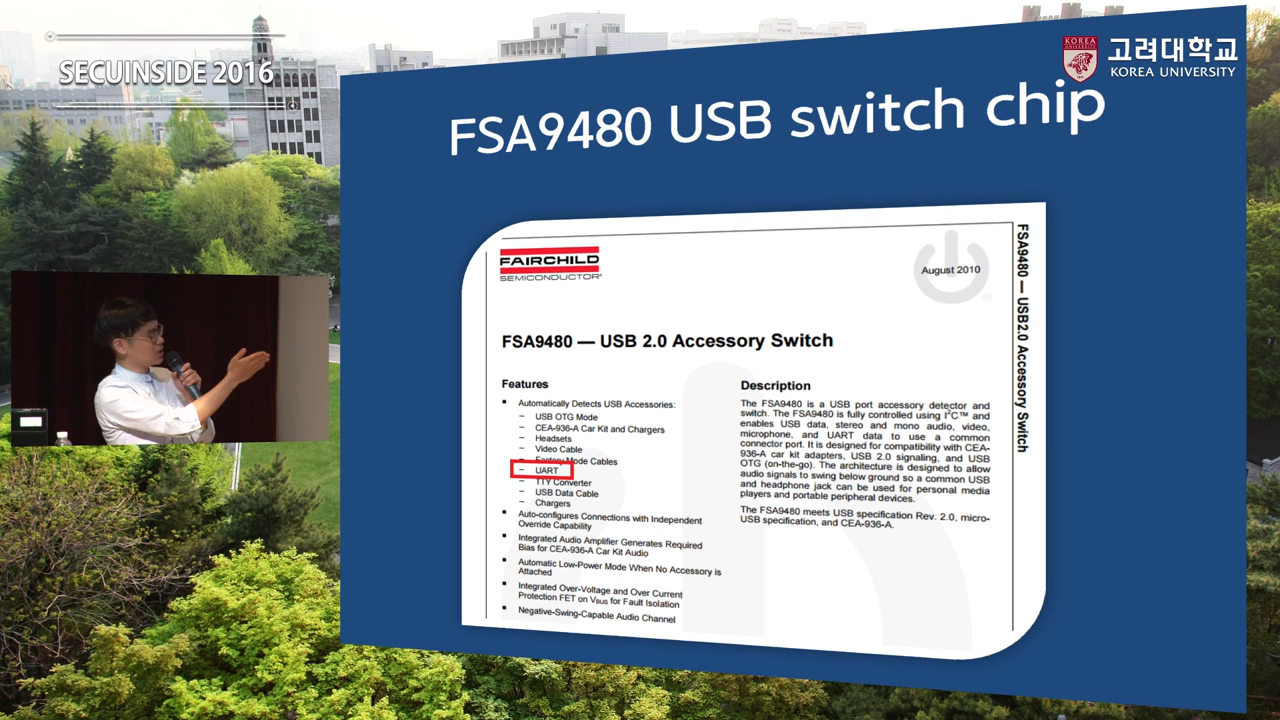 SECUINSIDE 2016
KOREA
UNIVERSITY
고려대학교
KOREA UNIVERSITY
FSA9480 USB switch chip
FAIRCHILD
SEMICONDUCTOR®
August 2010
FSA9480 — USB2.0 Accessory Switch
FSA9480 — USB 2.0 Accessory Switch
Features
▪ Automatically Detects USB Accessories:
– USB OTG Mode
– CEA-936-A Car Kit and Chargers
– Headsets
– Video Cable
– Factory Mode Cables
– UART
– TTY Converter
– USB Data Cable
– Chargers
▪ Auto-configures Connections with Independent
Override Capability
▪ Integrated Audio Amplifier Generates Required
Bias for CEA-936-A Car Kit Audio
▪ Automatic Low-Power Mode When No Accessory is
Attached
▪ Integrated Over-Voltage and Over Current
Protection FET on VBUS for Fault Isolation
▪ Negative-Swing-Capable Audio Channel
Description
The FSA9480 is a USB port accessory detector and
switch. The FSA9480 is fully controlled using I²C™ and
enables USB data, stereo and mono audio, video,
microphone, and UART data to use a common
connector port. It is designed for compatibility with CEA-
936-A car kit adapters, USB 2.0 signaling, and USB
OTG (on-the-go). The architecture is designed to allow
audio signals to swing below ground so a common USB
and headphone jack can be used for personal media
players and portable peripheral devices.
The FSA9480 meets USB specification Rev. 2.0, micro-
USB specification, and CEA-936-A.